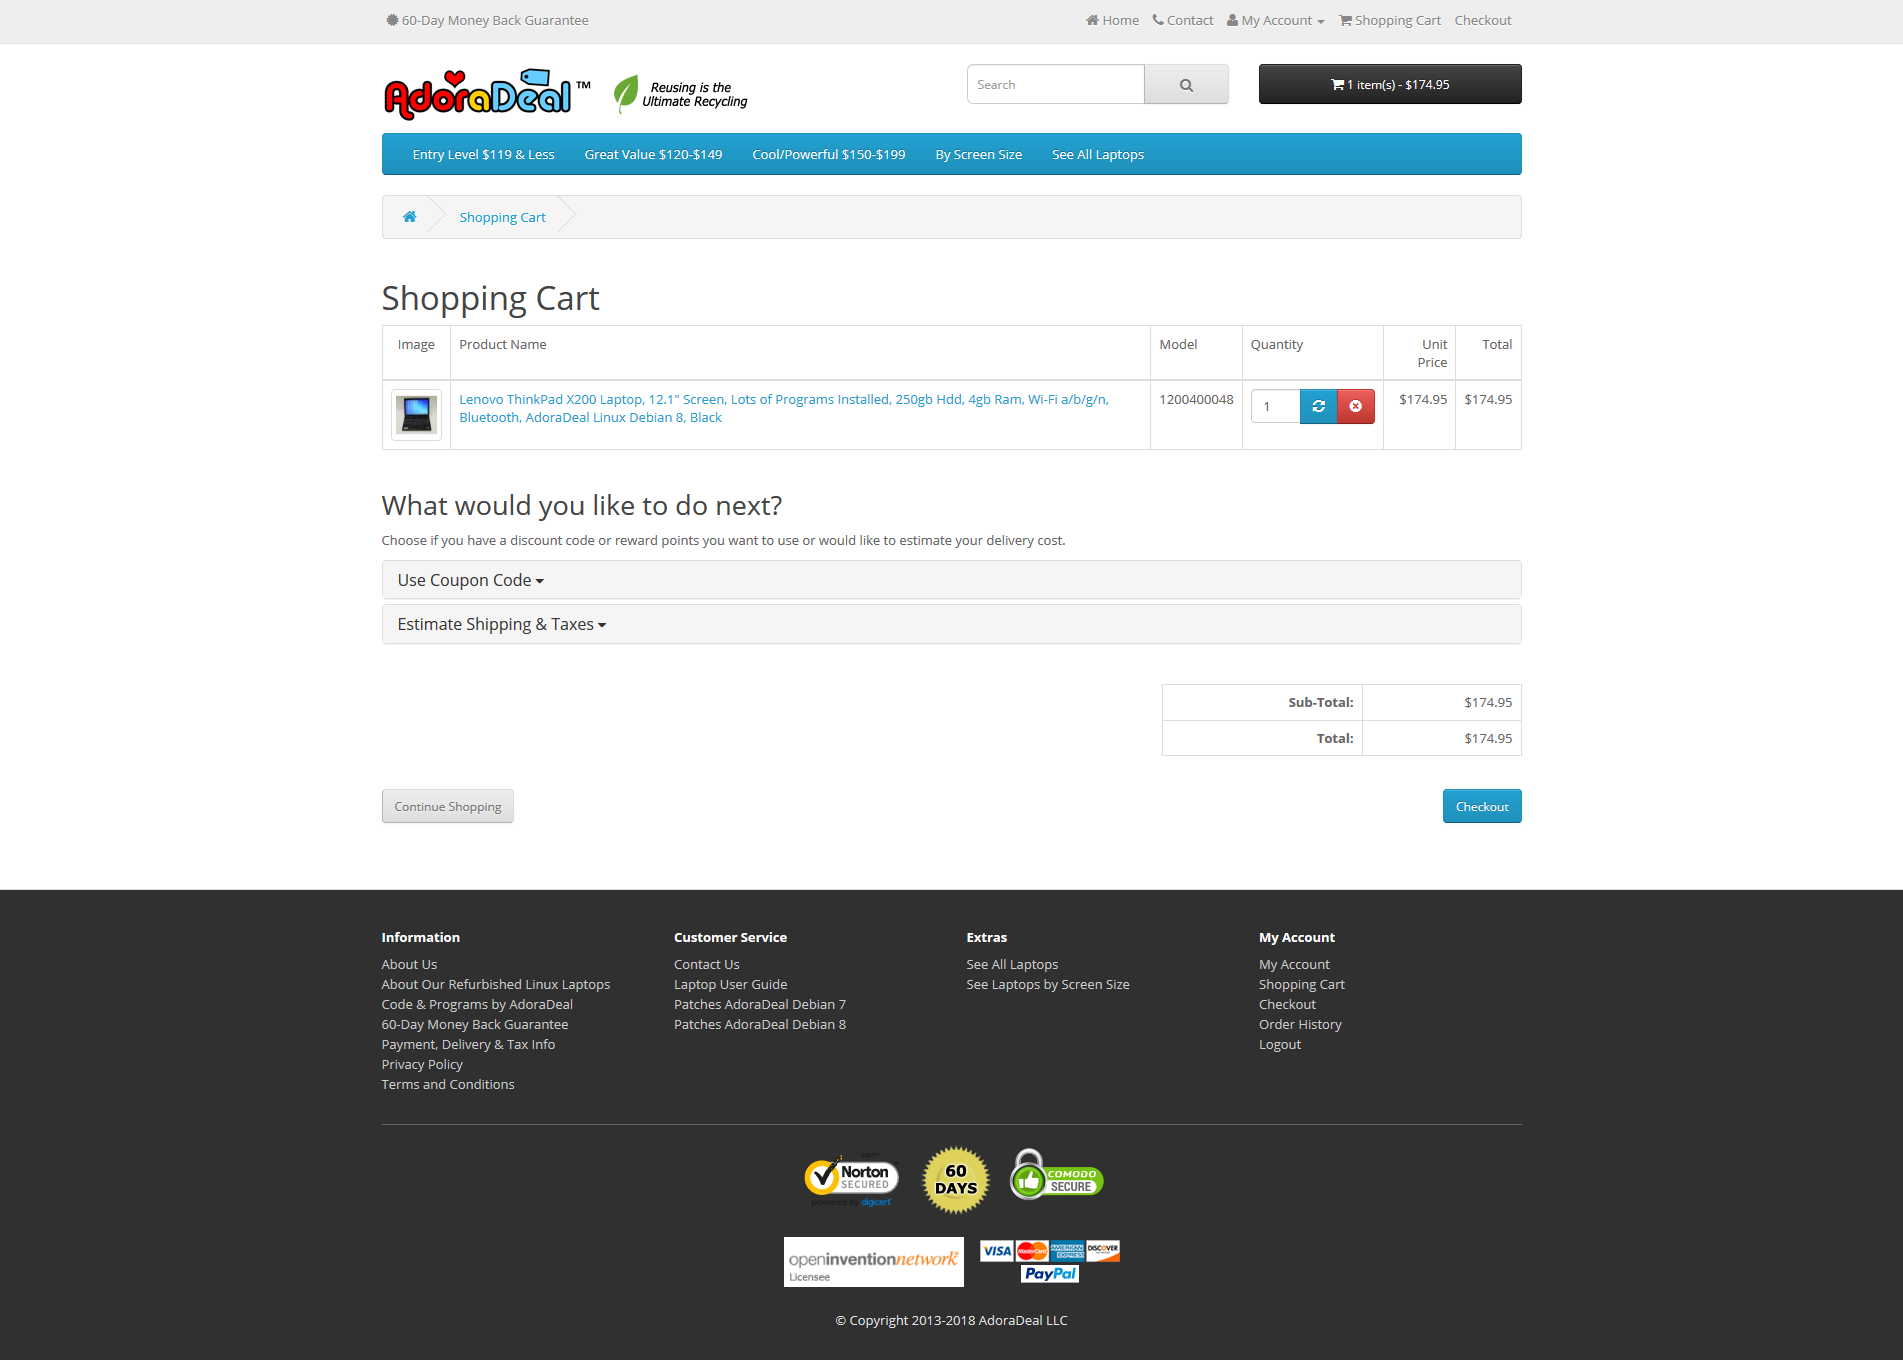 60-Day Money Back Guarantee
Home Contact My Account Shopping Cart Checkout
AdoraDeal ™
Reusing is the
Ultimate Recycling
Search
1 item(s) - $174.95
Entry Level $119 & Less Great Value $120-$149 Cool/Powerful $150-$199 By Screen Size See All Laptops
Shopping Cart
Shopping Cart
Image Product Name Model Quantity Unit Price Total
Lenovo ThinkPad X200 Laptop, 12.1" Screen, Lots of Programs Installed, 250gb Hdd, 4gb Ram, Wi-Fi a/b/g/n,
Bluetooth, AdoraDeal Linux Debian 8, Black
1200400048 1 $174.95 $174.95
What would you like to do next?
Choose if you have a discount code or reward points you want to use or would like to estimate your delivery cost.
Use Coupon Code
Estimate Shipping & Taxes
Sub-Total: $174.95
Total: $174.95
Continue Shopping Checkout
Information
About Us
About Our Refurbished Linux Laptops
Code & Programs by AdoraDeal
60-Day Money Back Guarantee
Payment, Delivery & Tax Info
Privacy Policy
Terms and Conditions
Customer Service
Contact Us
Laptop User Guide
Patches AdoraDeal Debian 7
Patches AdoraDeal Debian 8
Extras
See All Laptops
See Laptops by Screen Size
My Account
My Account
Shopping Cart
Checkout
Order History
Logout
Norton
SECURED
powered by digicert
60
DAYS
COMODO
SECURE
openinventionnetwork
Licensee
VISA MasterCard AMERICAN EXPRESS DISCOVER
PayPal
© Copyright 2013-2018 AdoraDeal LLC